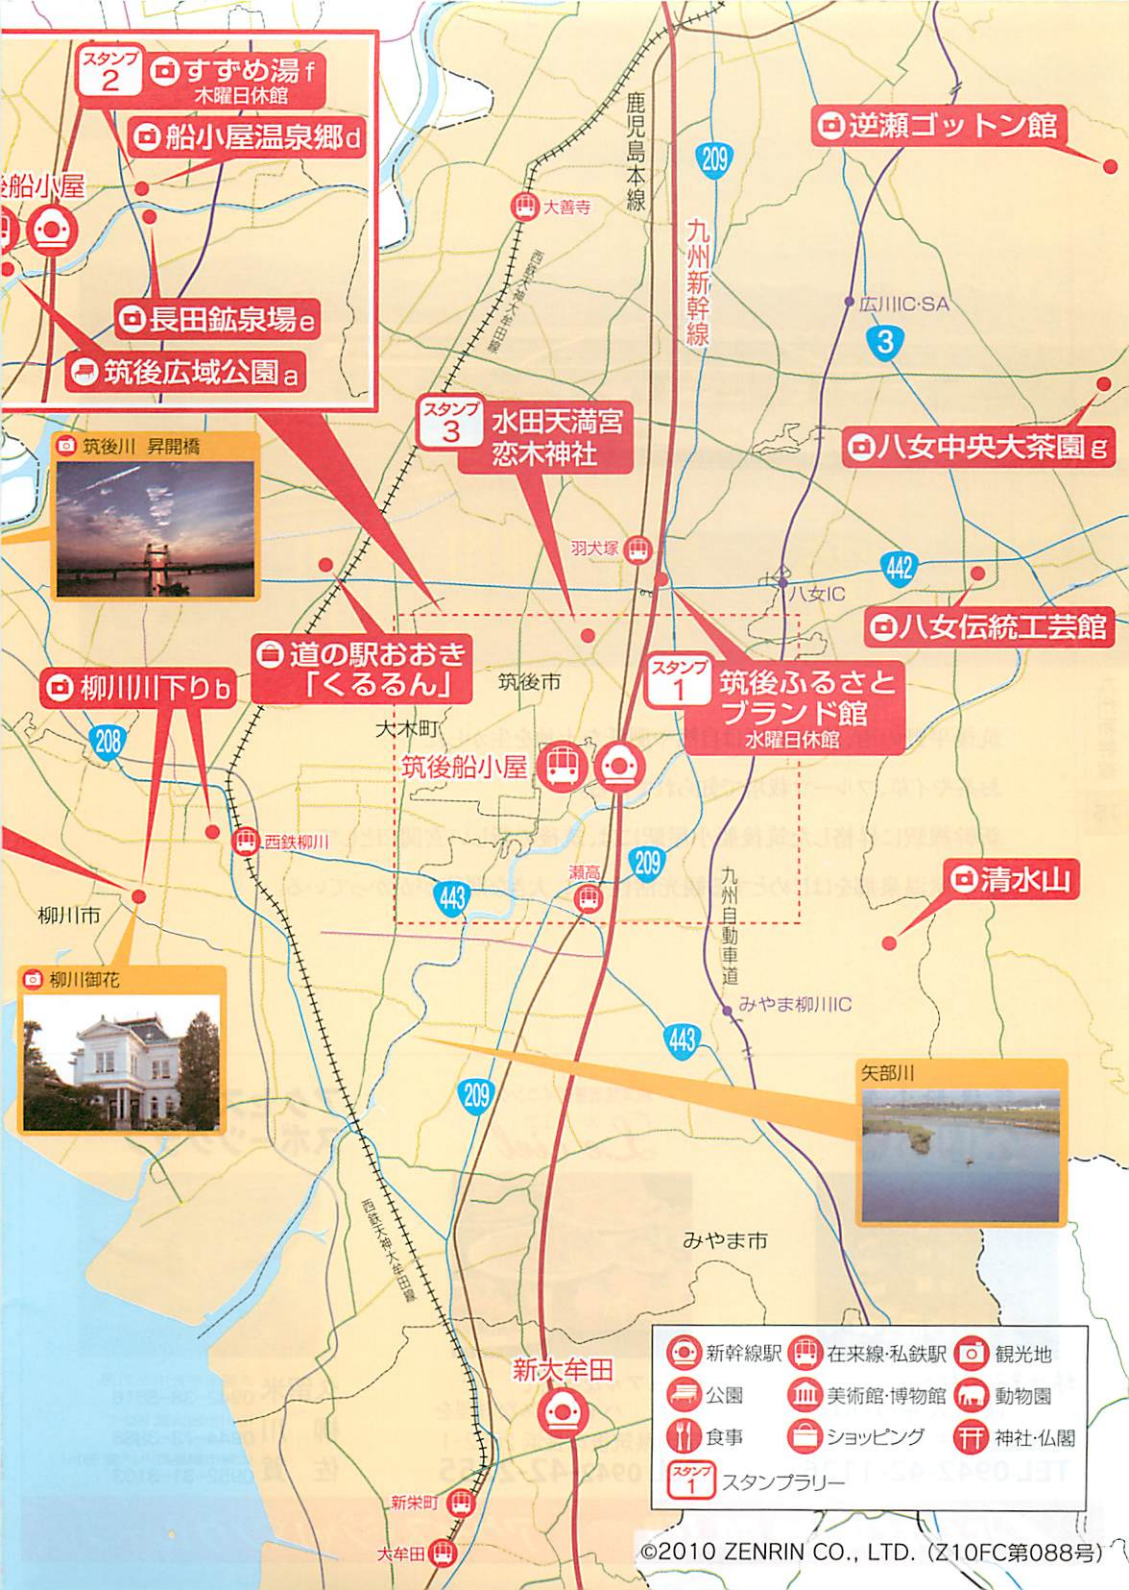 スタンプ
2
すずめ湯f
木曜日休館
船小屋温泉郷d
後船小屋
長田鉱泉場e
筑後広域公園a
鹿児島本線
209
逆瀬ゴットン館
大善寺
西鉄天神大牟田線
九州新幹線
広川IC・SA
3
スタンプ
3
水田天満宮
恋木神社
八女中央大茶園g
筑後川 昇開橋
羽犬塚
442
八女IC
八女伝統工芸館
道の駅おおき
「くるるん」
柳川川下りb
筑後市
スタンプ
1
筑後ふるさと
ブランド館
水曜日休館
大木町
208
筑後船小屋
西鉄柳川
209
瀬高
443
九州自動車道
清水山
柳川市
柳川御花
みやま柳川IC
443
209
矢部川
西鉄天神大牟田線
みやま市
新大牟田
新幹線駅
在来線・私鉄駅
観光地
公園
美術館・博物館
動物園
食事
ショッピング
神社・仏閣
スタンプ
1
スタンプラリー
新栄町
大牟田
©2010 ZENRIN CO., LTD. (Z10FC第088号)